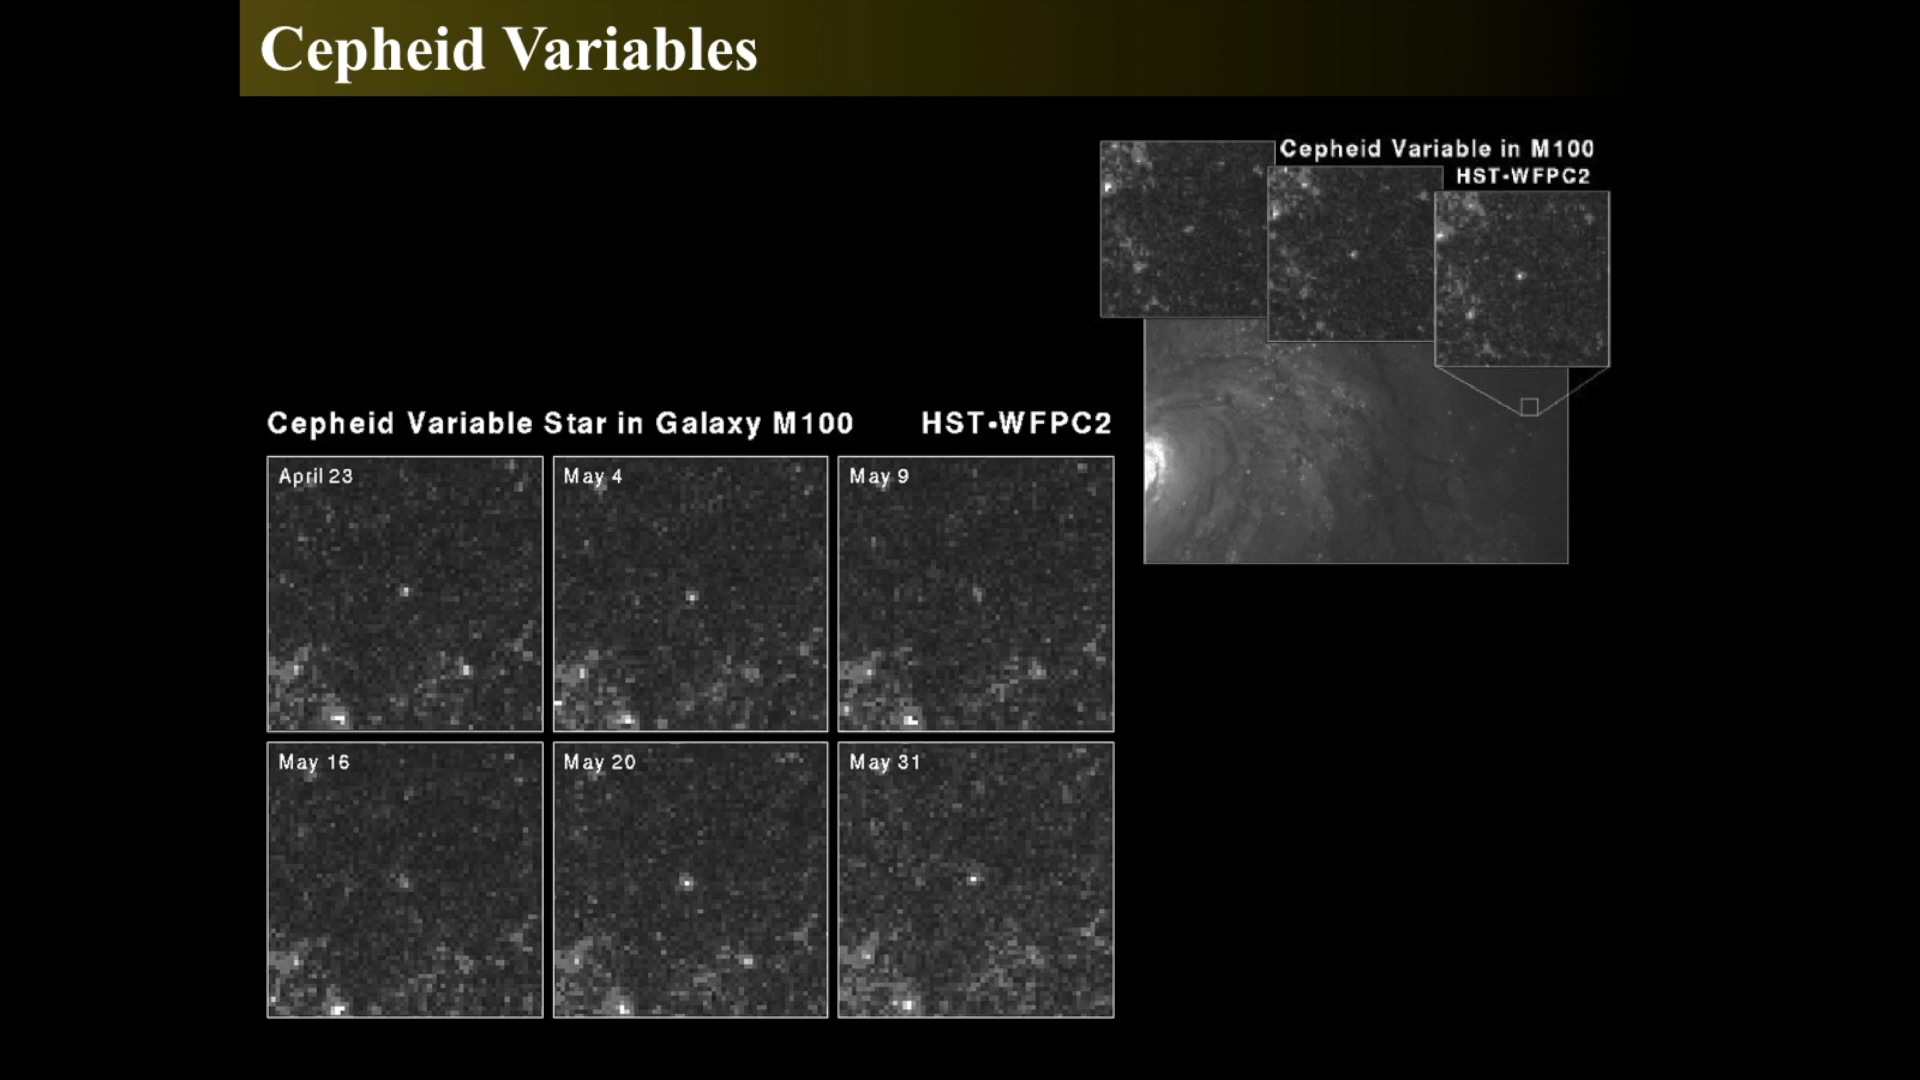 Cepheid Variables
Cepheid Variable in M100
HST-WFPC2
Cepheid Variable Star in Galaxy M100 HST-WFPC2
April 23 May 4 May 9
May 16 May 20 May 31